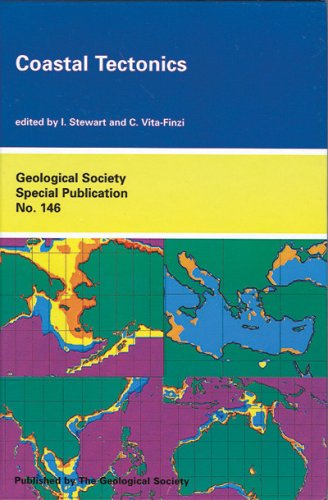 Coastal Tectonics
edited by I. Stewart and C. Vita-Finzi
Geological Society
Special Publication
No. 146
Published by The Geological Society